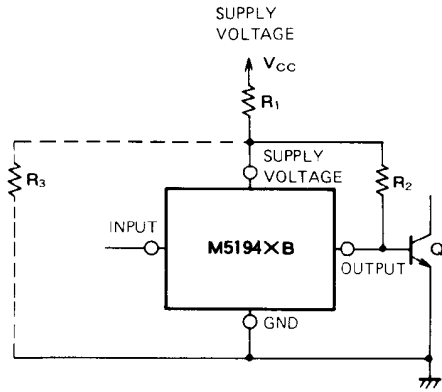 SUPPLY
VOLTAGE
VCC
R1
R3
SUPPLY
VOLTAGE
R2
INPUT
M5194XB
OUTPUT
Q
GND